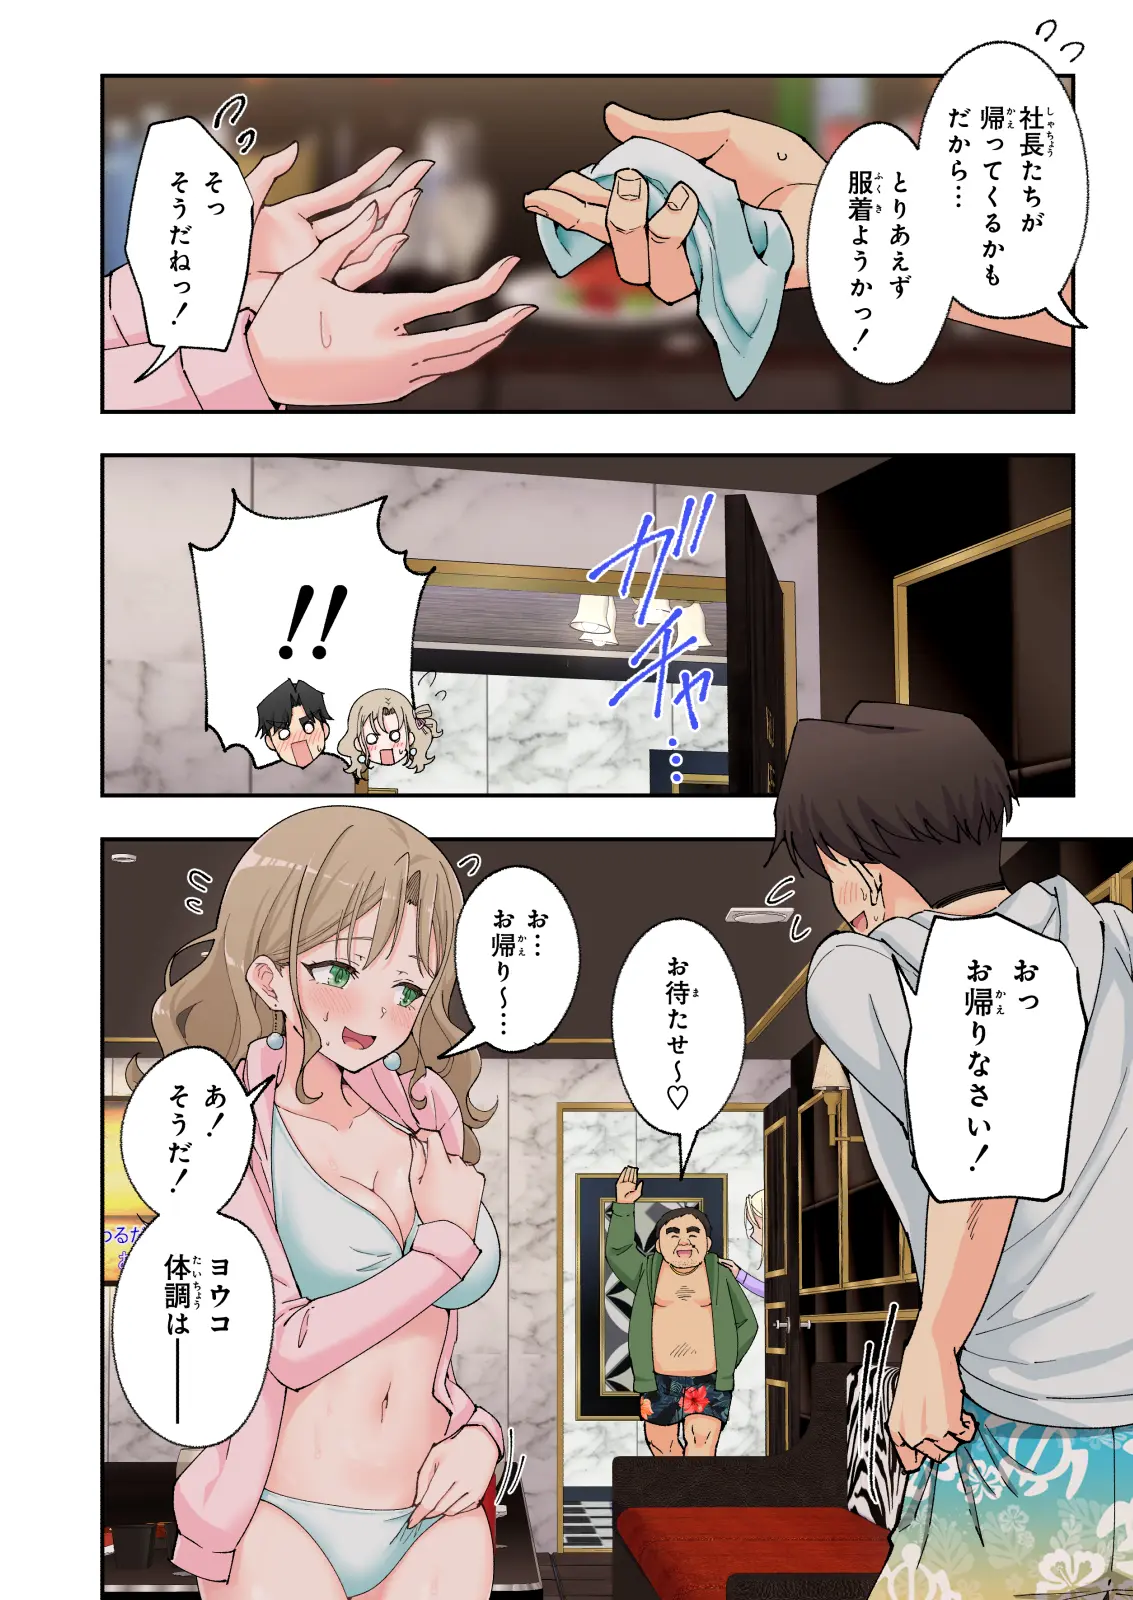 社長たちが
帰ってくるかも
だから…
とりあえず
服着ようかっ！
そっ
そうだねっ！
ガチャ…
!!
おっ
お帰りなさい！
お待たせ～♡
お…
お帰り～…
あ！
そうだ！
ヨウコ
体調は――